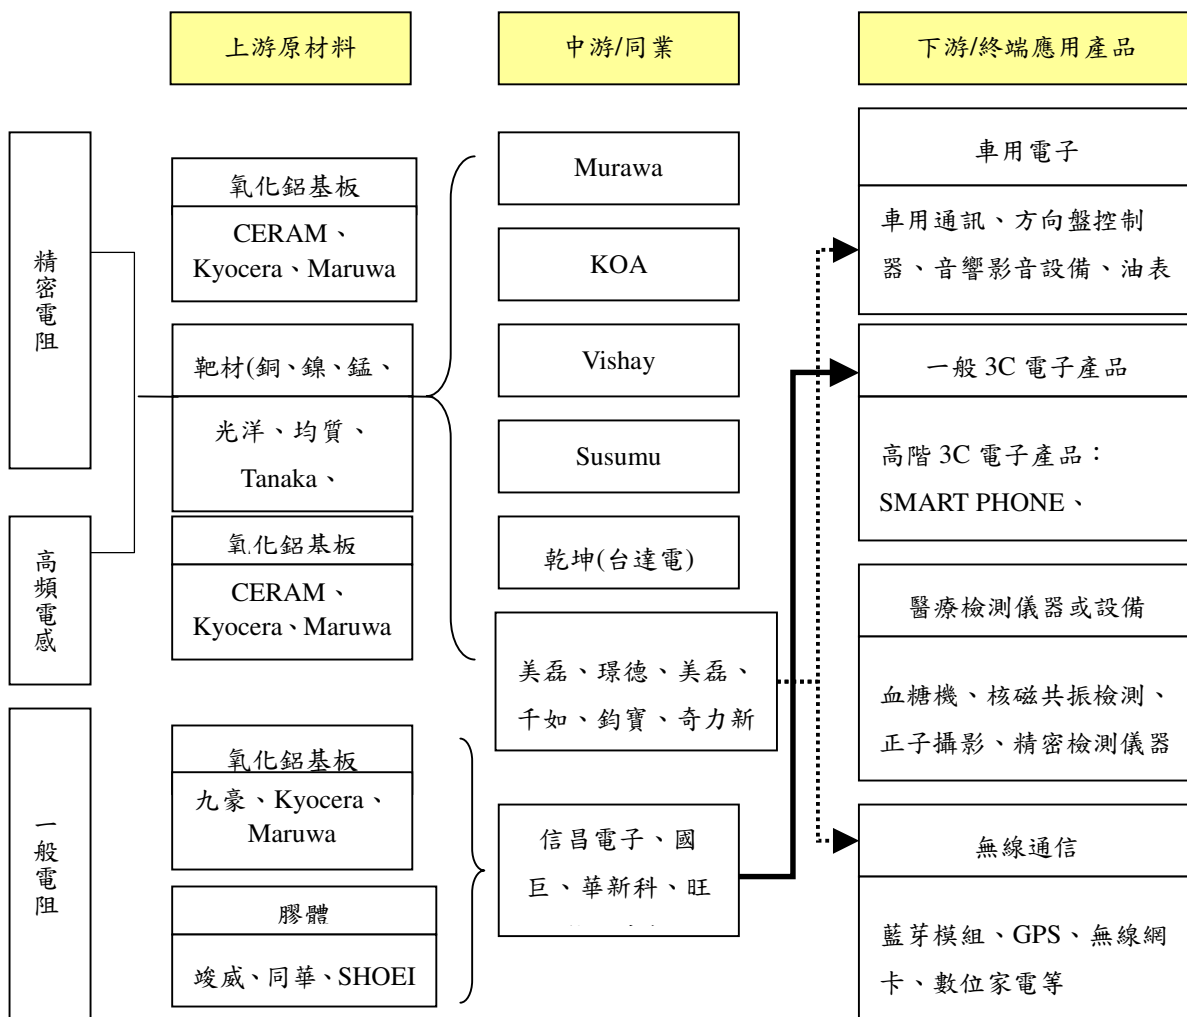 上游原材料
中游/同業
下游/終端應用產品
精密電阻
高頻電感
一般電阻
氧化鋁基板
CERAM、
Kyocera、Maruwa
靶材(銅、鎳、錳、
光洋、均質、
Tanaka、
氧化鋁基板
CERAM、
Kyocera、Maruwa
氧化鋁基板
九豪、Kyocera、
Maruwa
膠體
竣威、同華、SHOEI
Murawa
KOA
Vishay
Susumu
乾坤(台達電)
美磊、璟德、美磊、
千如、鈞寶、奇力新
信昌電子、國
巨、華新科、旺
車用電子
車用通訊、方向盤控制
器、音響影音設備、油表
一般 3C 電子產品
高階 3C 電子產品：
SMART PHONE、
醫療檢測儀器或設備
血糖機、核磁共振檢測、
正子攝影、精密檢測儀器
無線通信
藍芽模組、GPS、無線網
卡、數位家電等